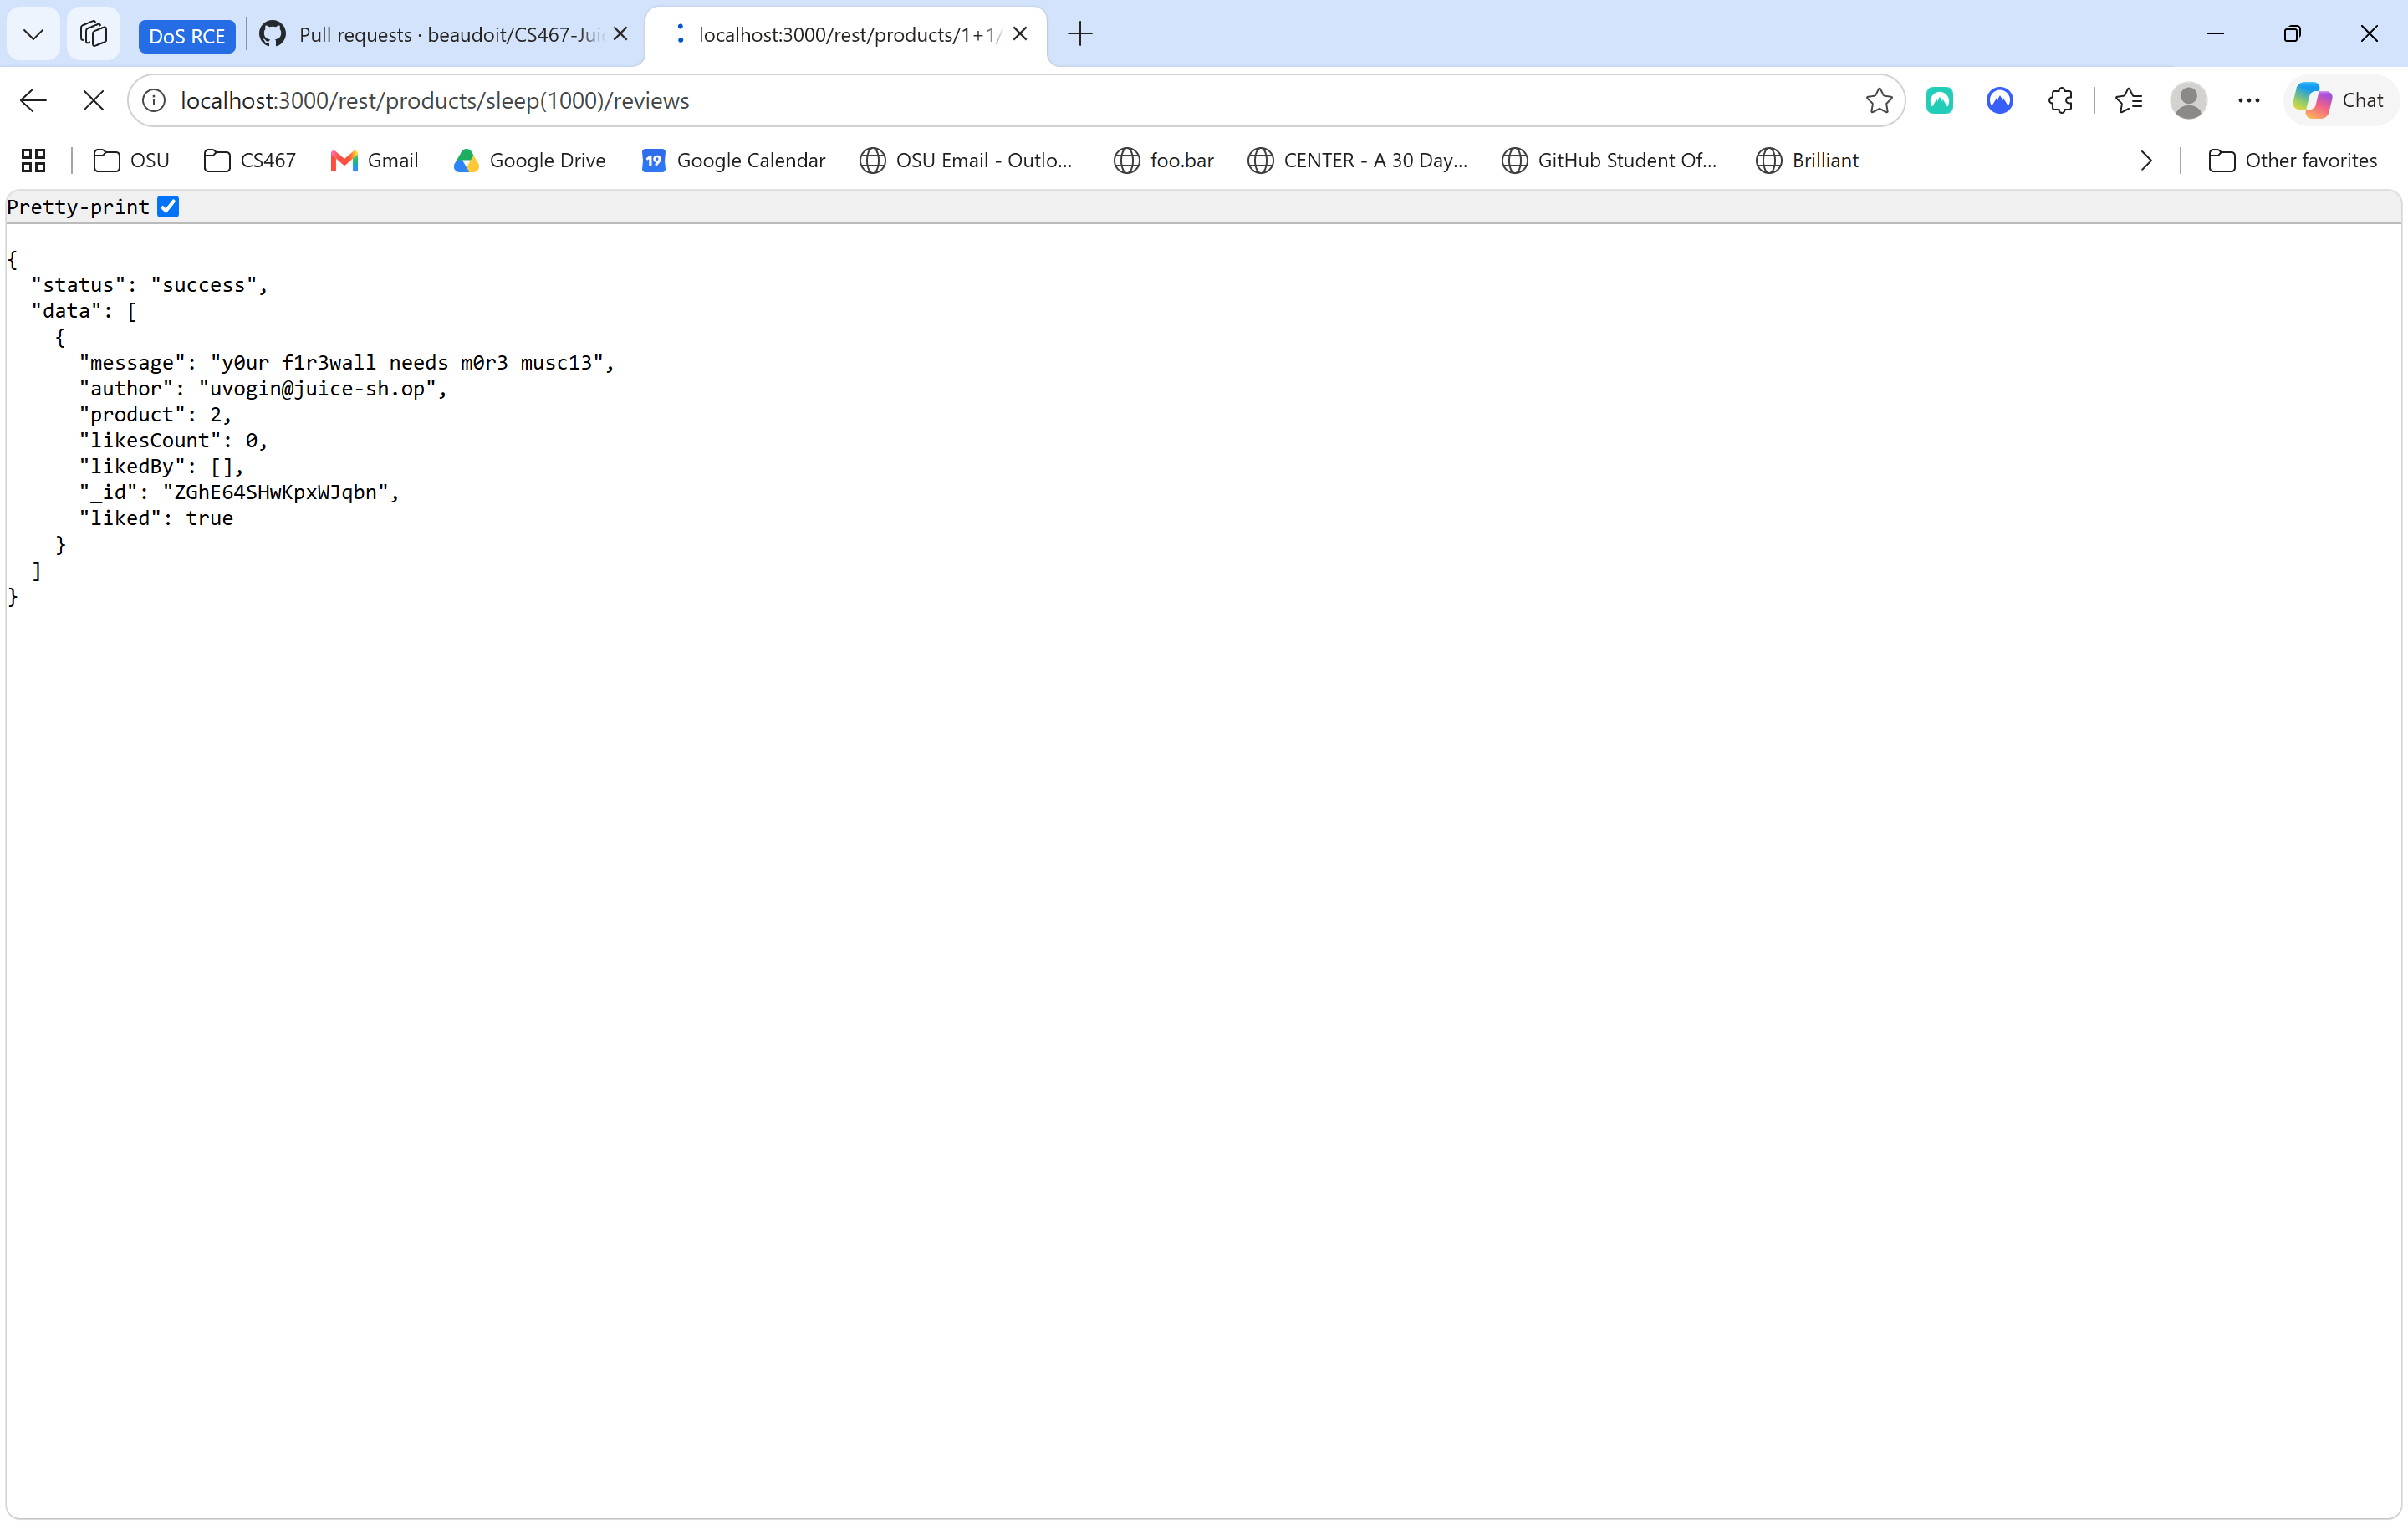 DoS RCE
Pull requests · beaudoit/CS467-Jui
localhost:3000/rest/products/1+1/
localhost:3000/rest/products/sleep(1000)/reviews
Chat
OSU
CS467
Gmail
Google Drive
19
Google Calendar
OSU Email - Outlo...
foo.bar
CENTER - A 30 Day...
GitHub Student Of...
Brilliant
Other favorites
Pretty-print
{
  "status": "success",
  "data": [
    {
      "message": "y0ur f1r3wall needs m0r3 musc13",
      "author": "uvogin@juice-sh.op",
      "product": 2,
      "likesCount": 0,
      "likedBy": [],
      "_id": "ZGhE64SHwKpxWJqbn",
      "liked": true
    }
  ]
}